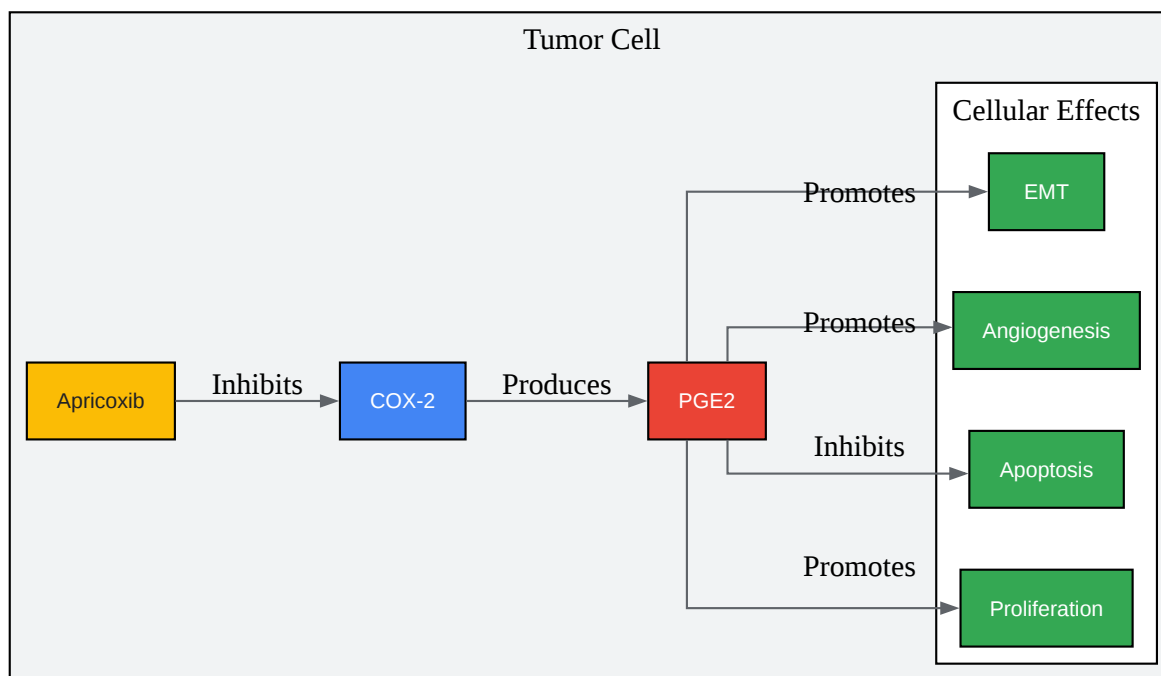 Tumor Cell
Cellular Effects
Promotes
EMT
Promotes
Angiogenesis
Apricoxib
Inhibits
COX-2
Produces
PGE2
Inhibits
Apoptosis
Promotes
Proliferation